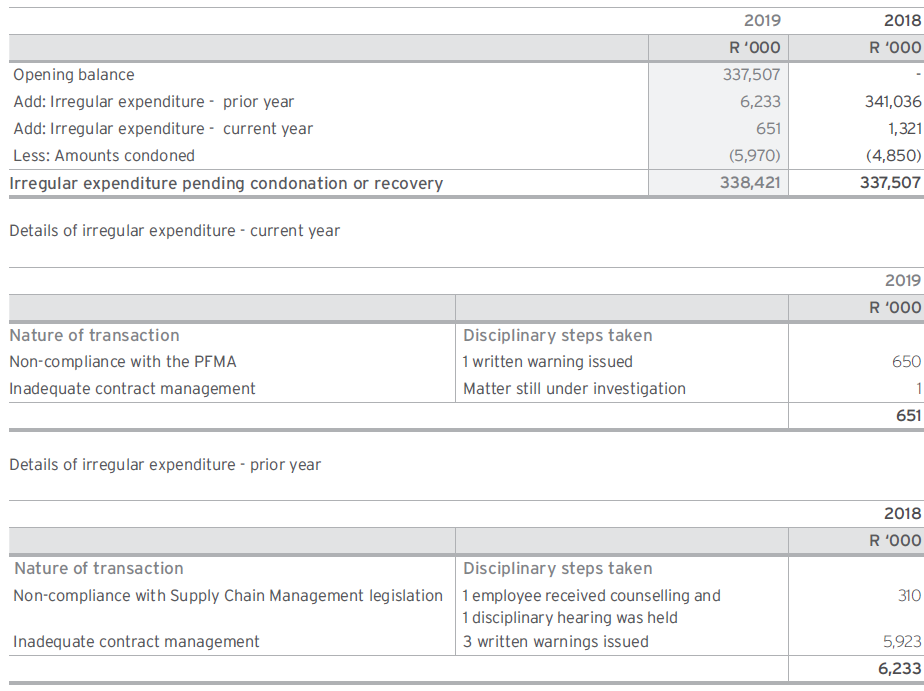 2019 2018
R ‘000 R ‘000
Opening balance 337,507 -
Add: Irregular expenditure - prior year 6,233 341,036
Add: Irregular expenditure - current year 651 1,321
Less: Amounts condoned (5,970) (4,850)
Irregular expenditure pending condonation or recovery 338,421 337,507
Details of irregular expenditure - current year
2019
R ‘000
Nature of transaction Disciplinary steps taken
Non-compliance with the PFMA 1 written warning issued 650
Inadequate contract management Matter still under investigation 1
651
Details of irregular expenditure - prior year
2018
R ‘000
Nature of transaction Disciplinary steps taken
Non-compliance with Supply Chain Management legislation 1 employee received counselling and 310
1 disciplinary hearing was held
Inadequate contract management 3 written warnings issued 5,923
6,233